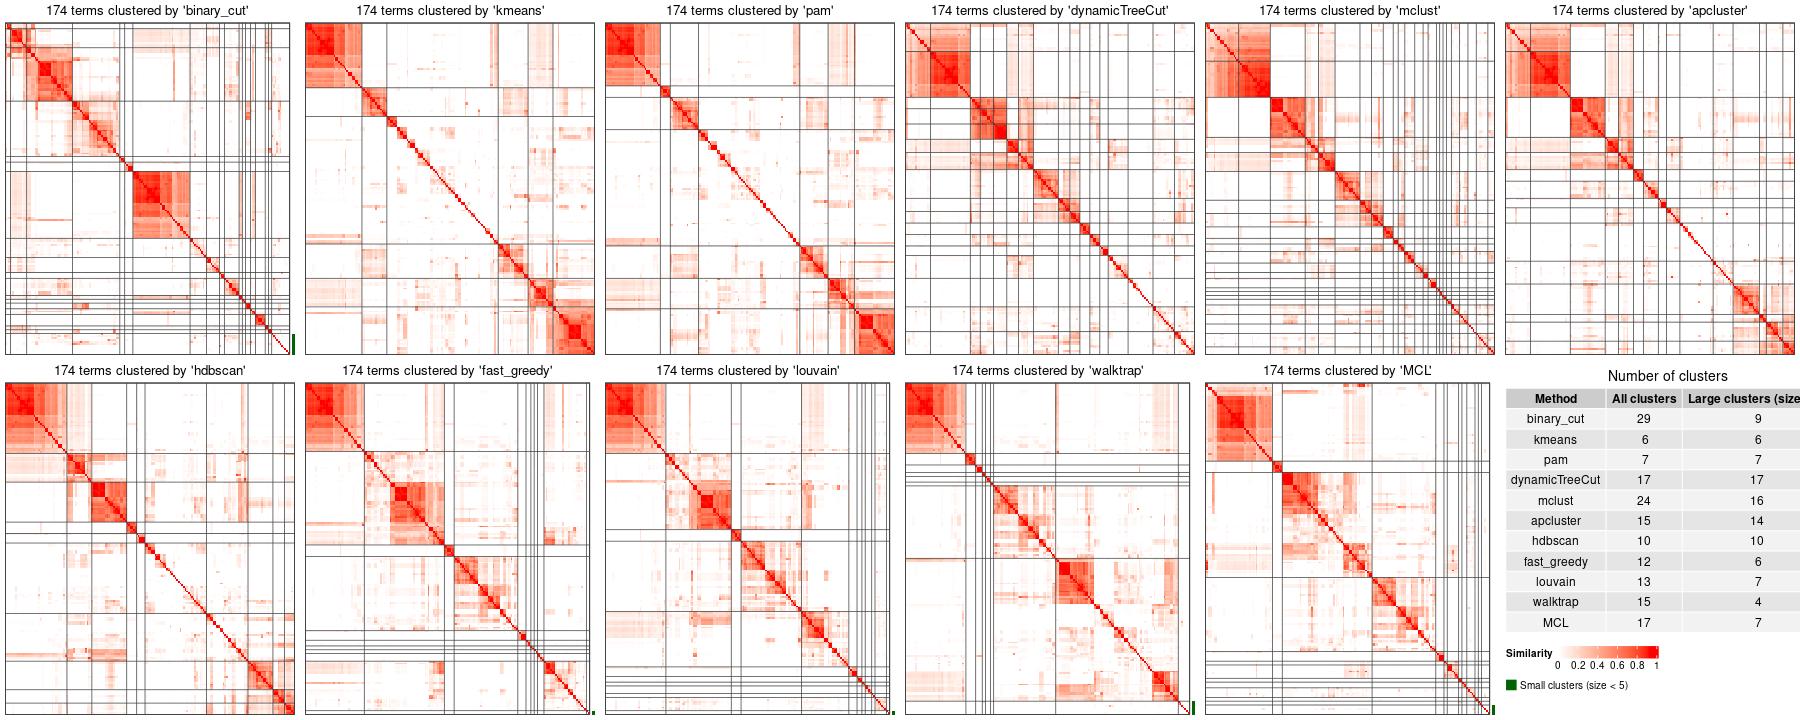 174 terms clustered by 'binary_cut'
174 terms clustered by 'kmeans'
174 terms clustered by 'pam'
174 terms clustered by 'dynamicTreeCut'
174 terms clustered by 'mclust'
174 terms clustered by 'apcluster'
174 terms clustered by 'hdbscan'
174 terms clustered by 'fast_greedy'
174 terms clustered by 'louvain'
174 terms clustered by 'walktrap'
174 terms clustered by 'MCL'
Number of clusters
Method All clusters Large clusters (size
binary_cut 29 9
kmeans 6 6
pam 7 7
dynamicTreeCut 17 17
mclust 24 16
apcluster 15 14
hdbscan 10 10
fast_greedy 12 6
louvain 13 7
walktrap 15 4
MCL 17 7
Similarity
0 0.2 0.4 0.6 0.8 1
Small clusters (size < 5)